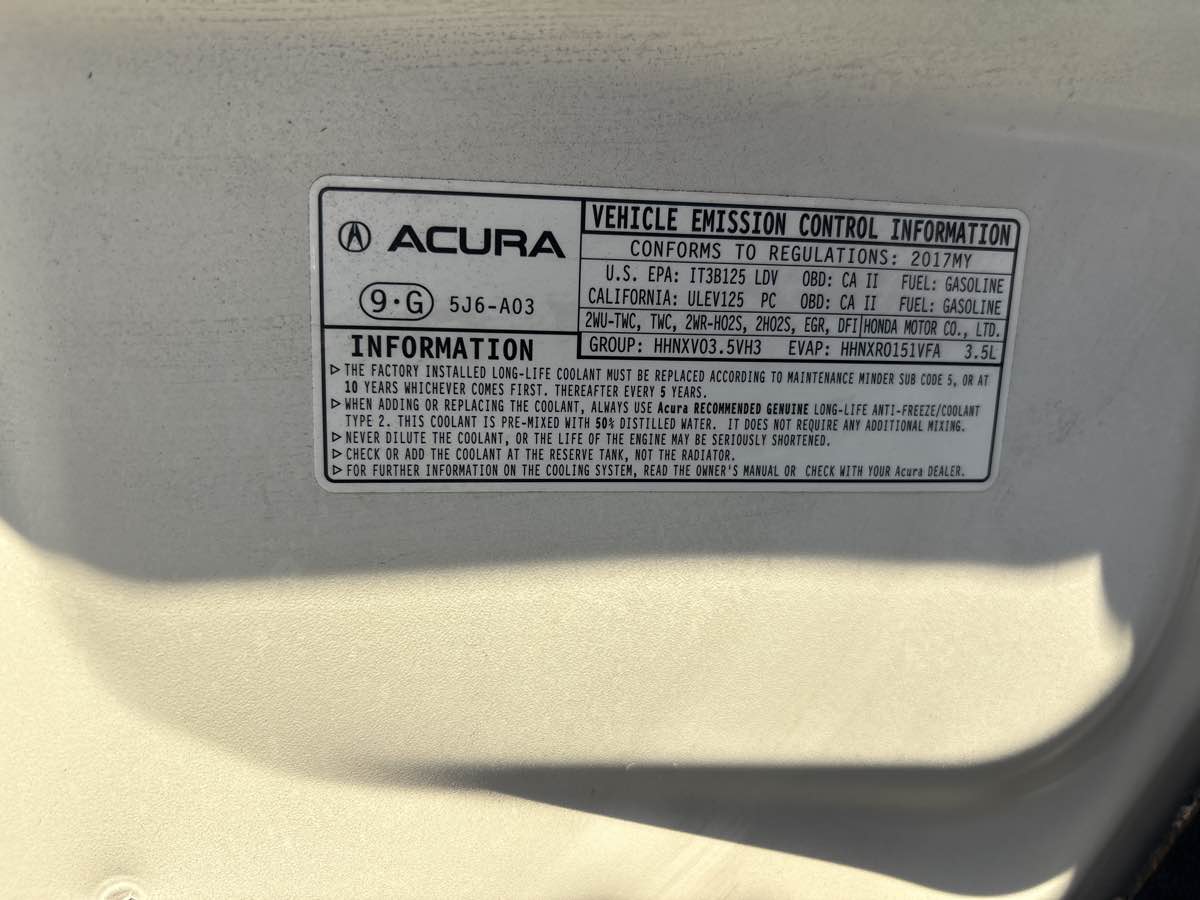 ACURA
9·G 5J6-A03
VEHICLE EMISSION CONTROL INFORMATION
CONFORMS TO REGULATIONS: 2017MY
U.S. EPA: IT3B125 LDV OBD: CA II FUEL: GASOLINE
CALIFORNIA: ULEV125 PC OBD: CA II FUEL: GASOLINE
2WU-TWC, TWC, 2WR-HO2S, 2HO2S, EGR, DFI HONDA MOTOR CO., LTD.
GROUP: HHNXV03.5VH3 EVAP: HHNXR0151VFA 3.5L
INFORMATION
▷THE FACTORY INSTALLED LONG-LIFE COOLANT MUST BE REPLACED ACCORDING TO MAINTENANCE MINDER SUB CODE 5, OR AT
10 YEARS WHICHEVER COMES FIRST. THEREAFTER EVERY 5 YEARS.
▷WHEN ADDING OR REPLACING THE COOLANT, ALWAYS USE Acura RECOMMENDED GENUINE LONG-LIFE ANTI-FREEZE/COOLANT
TYPE 2. THIS COOLANT IS PRE-MIXED WITH 50% DISTILLED WATER. IT DOES NOT REQUIRE ANY ADDITIONAL MIXING.
▷NEVER DILUTE THE COOLANT, OR THE LIFE OF THE ENGINE MAY BE SERIOUSLY SHORTENED.
▷CHECK OR ADD THE COOLANT AT THE RESERVE TANK, NOT THE RADIATOR.
▷FOR FURTHER INFORMATION ON THE COOLING SYSTEM, READ THE OWNER'S MANUAL OR CHECK WITH YOUR Acura DEALER.